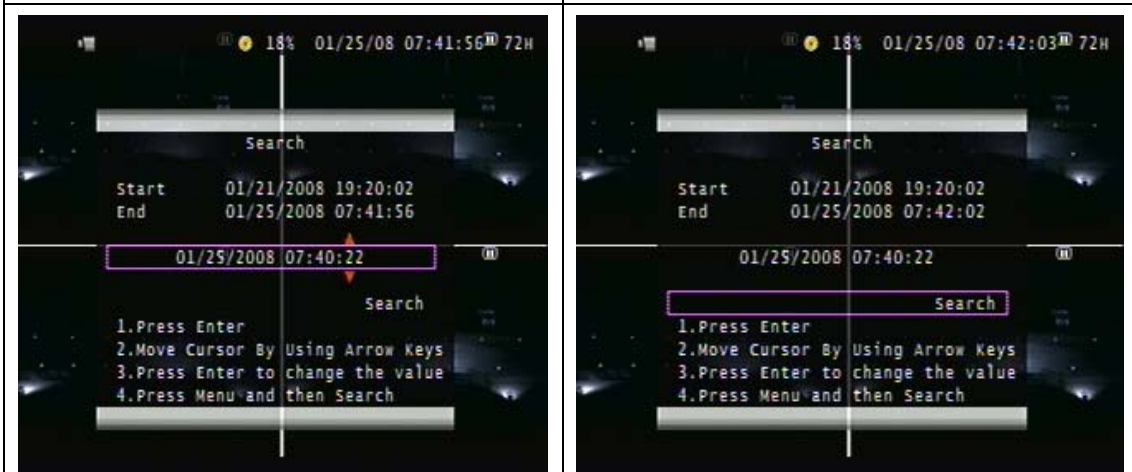 18% 01/25/08 07:41:56 72H
Search
Start 01/21/2008 19:20:02
End 01/25/2008 07:41:56
01/25/2008 07:40:22
Search
1.Press Enter
2.Move Cursor By Using Arrow Keys
3.Press Enter to change the value
4.Press Menu and then Search
18% 01/25/08 07:42:03 72H
Search
Start 01/21/2008 19:20:02
End 01/25/2008 07:42:02
01/25/2008 07:40:22
Search
1.Press Enter
2.Move Cursor By Using Arrow Keys
3.Press Enter to change the value
4.Press Menu and then Search